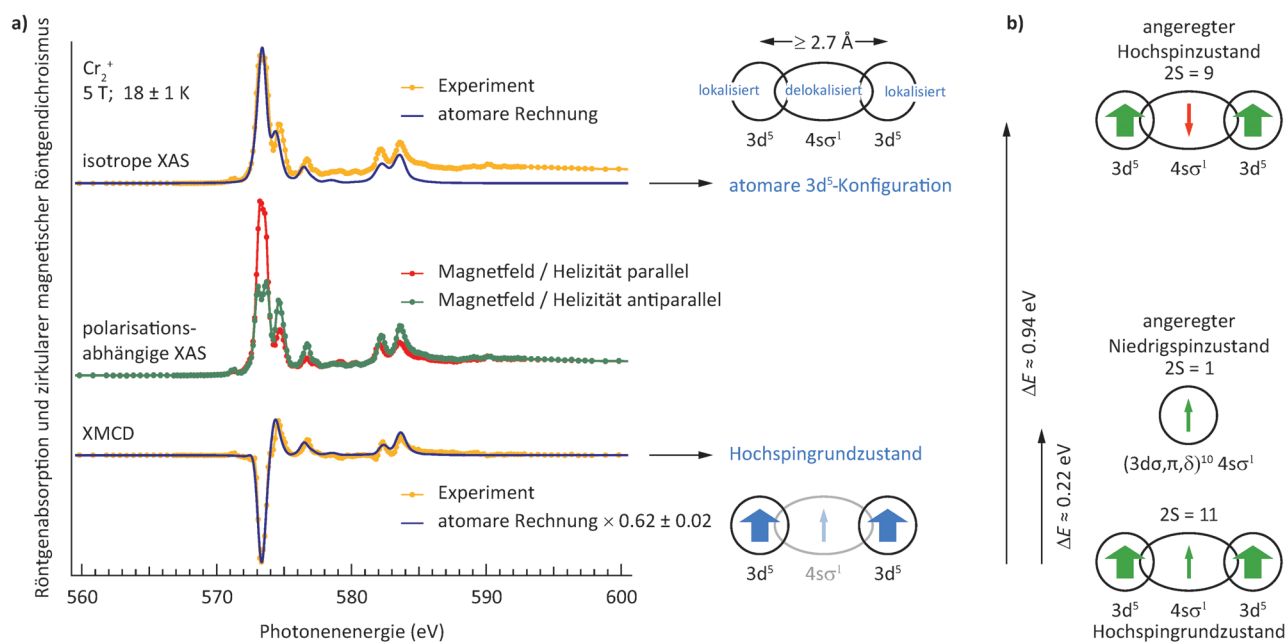 a)
Röntgenabsorption und zirkularer magnetischer Röntgendichroismus
Cr₂⁺
5 T; 18 ± 1 K
isotrope XAS
Experiment
atomare Rechnung
≥ 2.7 Å
lokalisiert
delokalisiert
lokalisiert
3d⁵
4sσ¹
3d⁵
atomare 3d⁵-Konfiguration
Magnetfeld / Helizität parallel
Magnetfeld / Helizität antiparallel
polarisations-
abhängige XAS
XMCD
Experiment
atomare Rechnung × 0.62 ± 0.02
Hochspingrundzustand
3d⁵
4sσ¹
3d⁵
560
570
580
590
600
Photonenenergie (eV)
b)
angeregter
Hochspinzustand
2S = 9
3d⁵
4sσ¹
3d⁵
ΔE ≈ 0.94 eV
angeregter
Niedrigspinzustand
2S = 1
(3dσ,π,δ)¹⁰ 4sσ¹
ΔE ≈ 0.22 eV
2S = 11
3d⁵
4sσ¹
3d⁵
Hochspingrundzustand